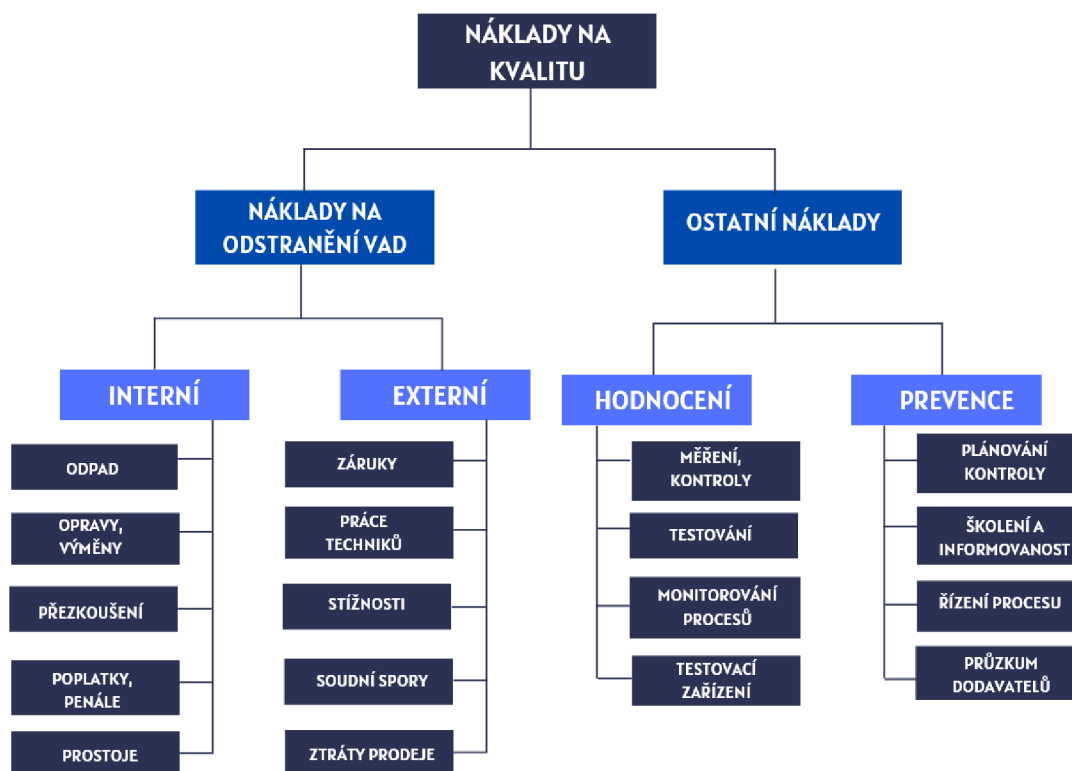 NÁKLADY NA
KVALITU
NÁKLADY NA
ODSTRANĚNÍ VAD
OSTATNÍ NÁKLADY
INTERNÍ
EXTERNÍ
HODNOCENÍ
PREVENCE
ODPAD
OPRAVY,
VÝMĚNY
PŘEZKOUŠENÍ
POPLATKY,
PENÁLE
PROSTOJE
ZÁRUKY
PRÁCE
TECHNIKŮ
STÍŽNOSTI
SOUDNÍ SPORY
ZTRÁTY PRODEJE
MĚŘENÍ,
KONTROLY
TESTOVÁNÍ
MONITOROVÁNÍ
PROCESŮ
TESTOVACÍ
ZAŘÍZENÍ
PLÁNOVÁNÍ
KONTROLY
ŠKOLENÍ A
INFORMOVANOST
ŘÍZENÍ PROCESU
PRŮZKUM
DODAVATELŮ